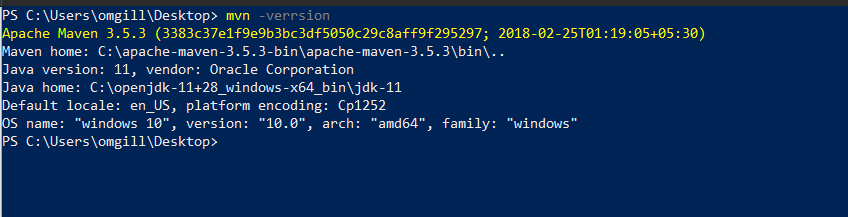 PS C:\Users\omgill\Desktop> mvn -verrsion
Apache Maven 3.5.3 (3383c37e1f9e9b3bc3df5050c29c8aff9f295297; 2018-02-25T01:19:05+05:30)
Maven home: C:\apache-maven-3.5.3-bin\apache-maven-3.5.3\bin\..
Java version: 11, vendor: Oracle Corporation
Java home: C:\openjdk-11+28_windows-x64_bin\jdk-11
Default locale: en_US, platform encoding: Cp1252
OS name: "windows 10", version: "10.0", arch: "amd64", family: "windows"
PS C:\Users\omgill\Desktop>